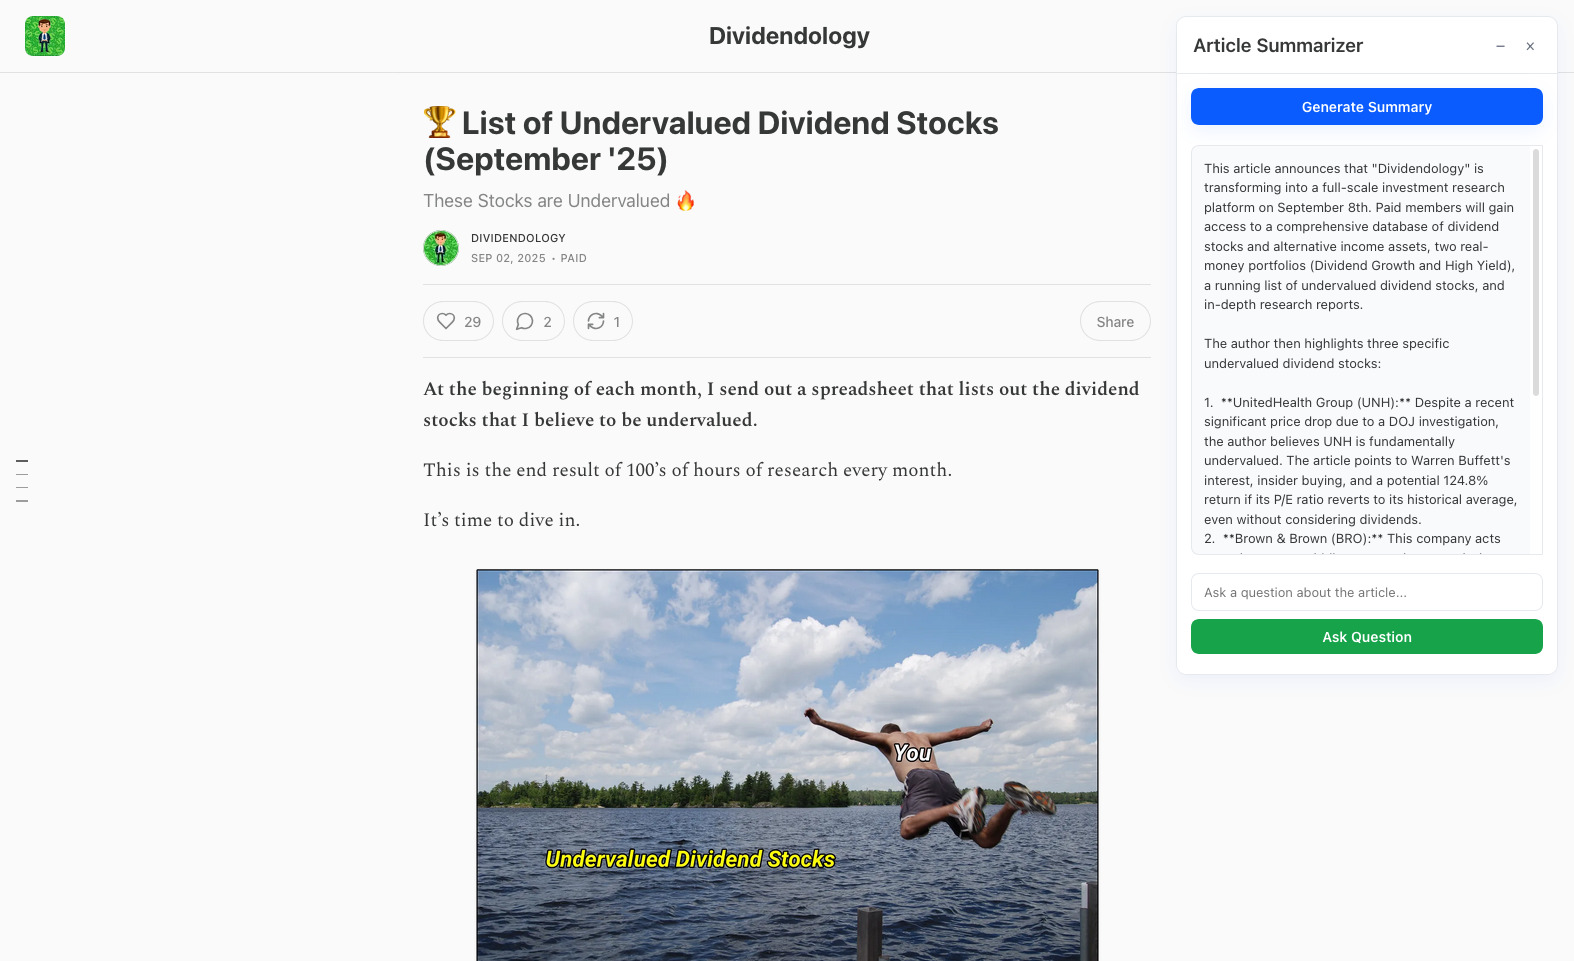 Dividendology
🏆 List of Undervalued Dividend Stocks
(September '25)
These Stocks are Undervalued 🔥
DIVIDENDOLOGY
SEP 02, 2025 • PAID
29
2
1
Share
At the beginning of each month, I send out a spreadsheet that lists out the dividend
stocks that I believe to be undervalued.
This is the end result of 100’s of hours of research every month.
It’s time to dive in.
You
Undervalued Dividend Stocks
Article Summarizer
Generate Summary
This article announces that "Dividendology" is
transforming into a full-scale investment research
platform on September 8th. Paid members will gain
access to a comprehensive database of dividend
stocks and alternative income assets, two real-
money portfolios (Dividend Growth and High Yield),
a running list of undervalued dividend stocks, and
in-depth research reports.
The author then highlights three specific
undervalued dividend stocks:
1. **UnitedHealth Group (UNH):** Despite a recent
significant price drop due to a DOJ investigation,
the author believes UNH is fundamentally
undervalued. The article points to Warren Buffett's
interest, insider buying, and a potential 124.8%
return if its P/E ratio reverts to its historical average,
even without considering dividends.
2. **Brown & Brown (BRO):** This company acts
Ask a question about the article...
Ask Question